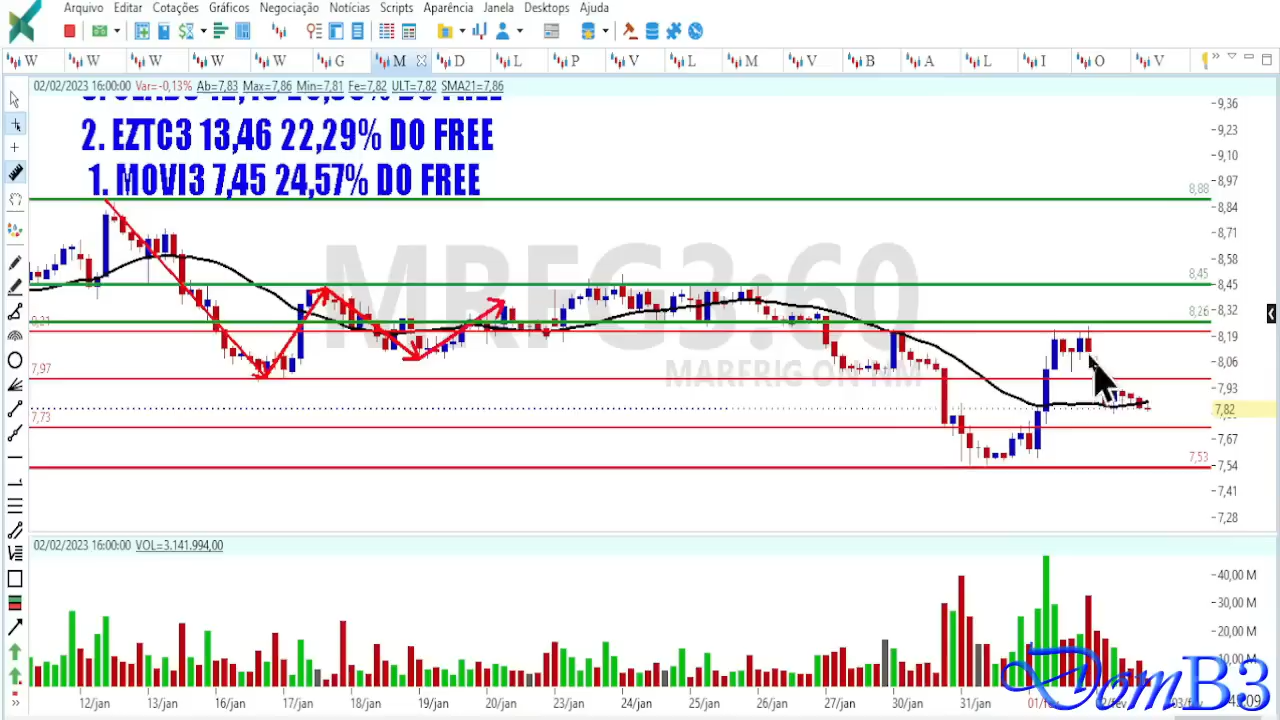 Arquivo Editar Cotações Gráficos Negociação Notícias Scripts Aparência Janela Desktops Ajuda
W W W W W G M D L P V L M V B A L I O V
02/02/2023 16:00:00 Var=-0,13% Ab=7,83 Max=7,86 Min=7,81 Fe=7,82 ULT=7,82 SMA21=7,86
2. EZTC3 13,46 22,29% DO FREE
1. MOVI3 7,45 24,57% DO FREE
MRFG3:60
MARFRIG ON NM
8,88
8,45
8,26
8,21
7,97
7,73
7,53
9,36
9,23
9,10
8,97
8,84
8,71
8,58
8,45
8,32
8,19
8,06
7,93
7,82
7,67
7,54
7,41
7,28
02/02/2023 16:00:00 VOL=3.141.994,00
40,00 M
30,00 M
20,00 M
10,00 M
12/jan 13/jan 16/jan 17/jan 18/jan 19/jan 20/jan 23/jan 24/jan 25/jan 26/jan 27/jan 30/jan 31/jan
DomB3